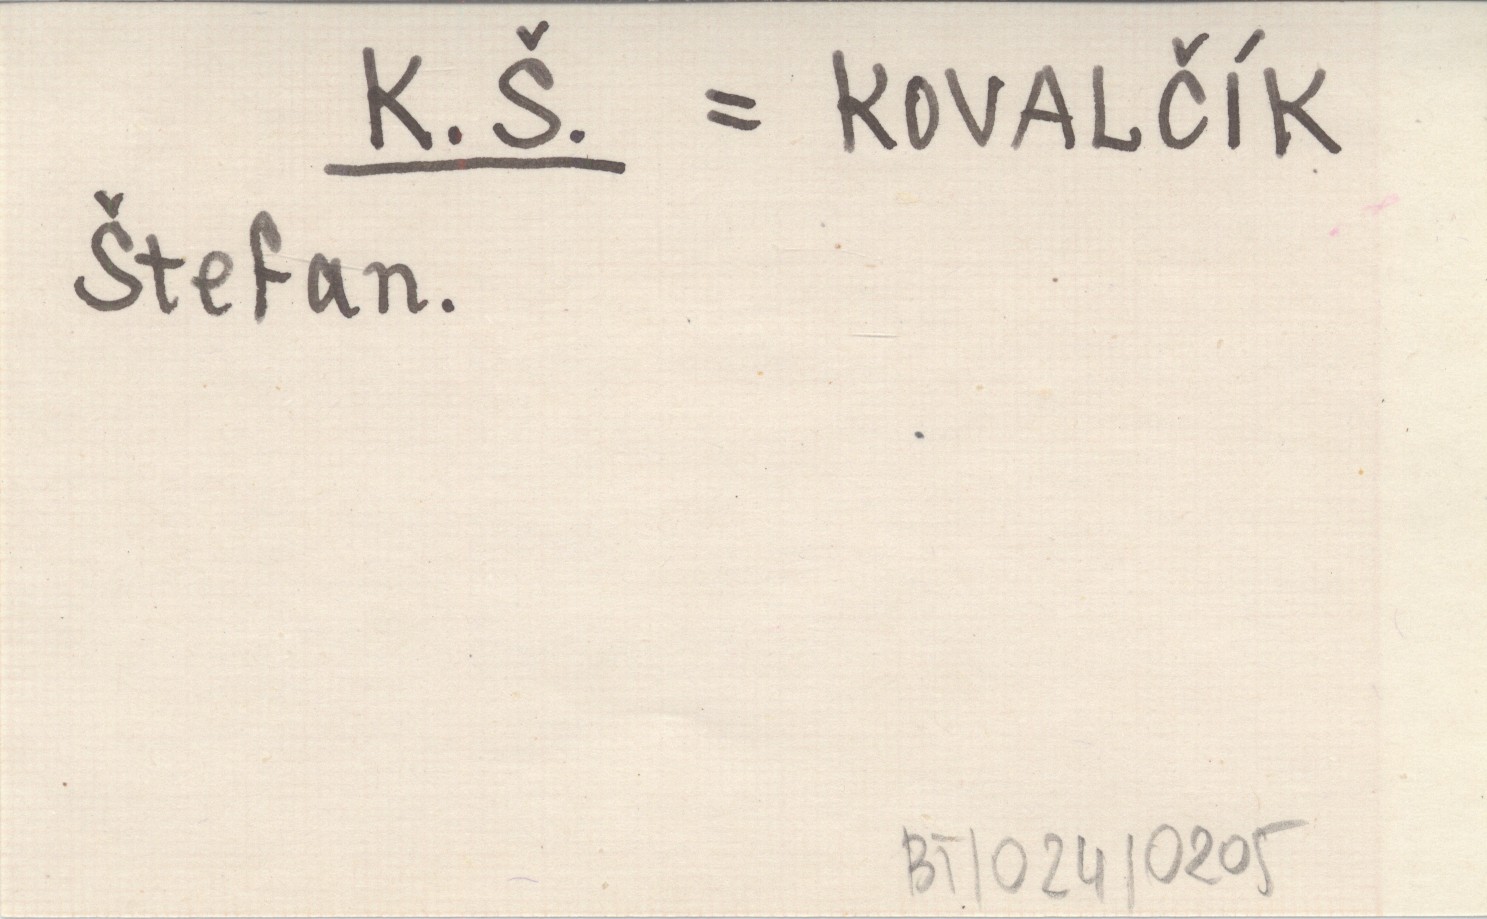 K.Š. = KOVALČÍK
Štefan.
BT/024/0205